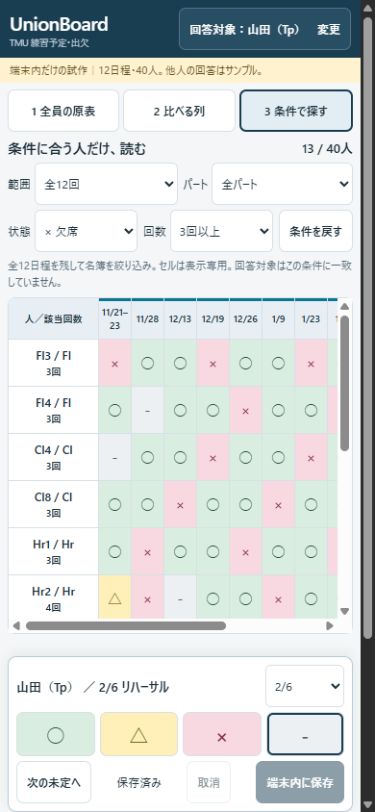 UnionBoard
TMU 練習予定・出欠
回答対象：山田（Tp） 変更
端末内だけの試作｜12日程・40人。他人の回答はサンプル。
1 全員の原表 2 比べる列 3 条件で探す
条件に合う人だけ、読む 13 / 40人
範囲 全12回 パート 全パート
状態 × 欠席 回数 3回以上 条件を戻す
全12日程を残して名簿を絞り込み。セルは表示専用。回答対象はこの条件に一致
していません。
人／該当回数 11/21–23 11/28 12/13 12/19 12/26 1/9 1/23
Fl3 / Fl
3回 × ○ ○ × ○ ○ ×
Fl4 / Fl
3回 ○ - ○ ○ × ○ ○
Cl4 / Cl
3回 - ○ ○ × ○ ○ ×
Cl8 / Cl
3回 ○ ○ × ○ ○ × ○
Hr1 / Hr
3回 ○ × ○ ○ × ○ ○
Hr2 / Hr
4回 △ × - ○ ○ × ○
山田（Tp）／ 2/6 リハーサル 2/6
○ △ × -
次の未定へ 保存済み 取消 端末内に保存